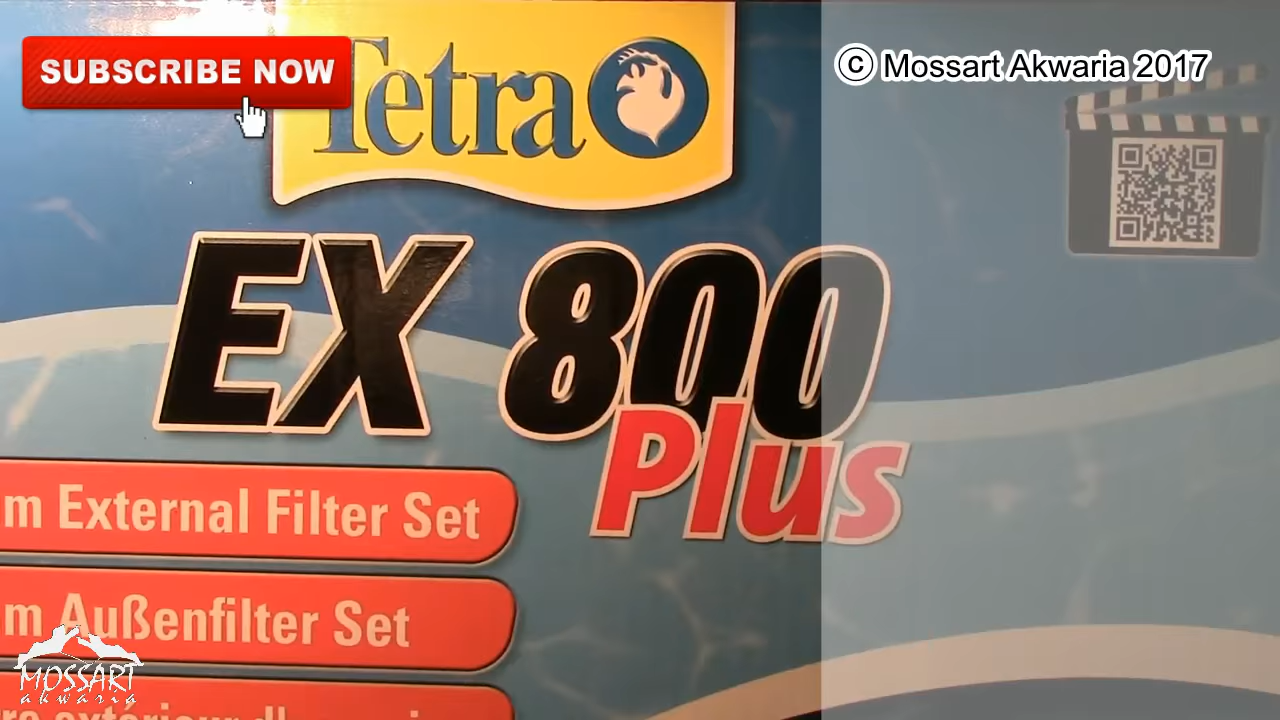 SUBSCRIBE NOW
© Mossart Akwaria 2017
Tetra
EX 800
Plus
m External Filter Set
m Außenfilter Set
MOSSART
akwaria